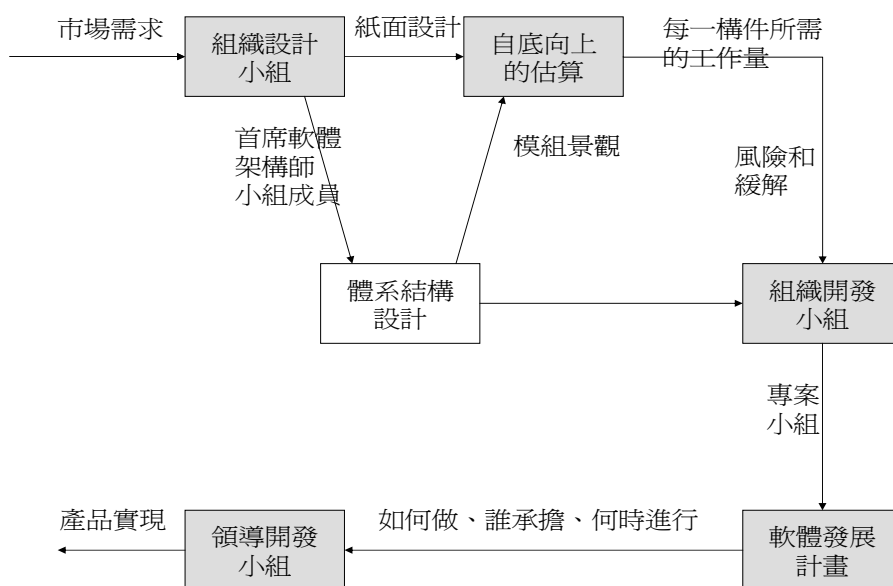 市場需求
組織設計
小組
紙面設計
自底向上
的估算
每一構件所需
的工作量
首席軟體
架構師
小組成員
模組景觀
風險和
緩解
體系結構
設計
組織開發
小組
專案
小組
產品實現
領導開發
小組
如何做、誰承擔、何時進行
軟體發展
計畫